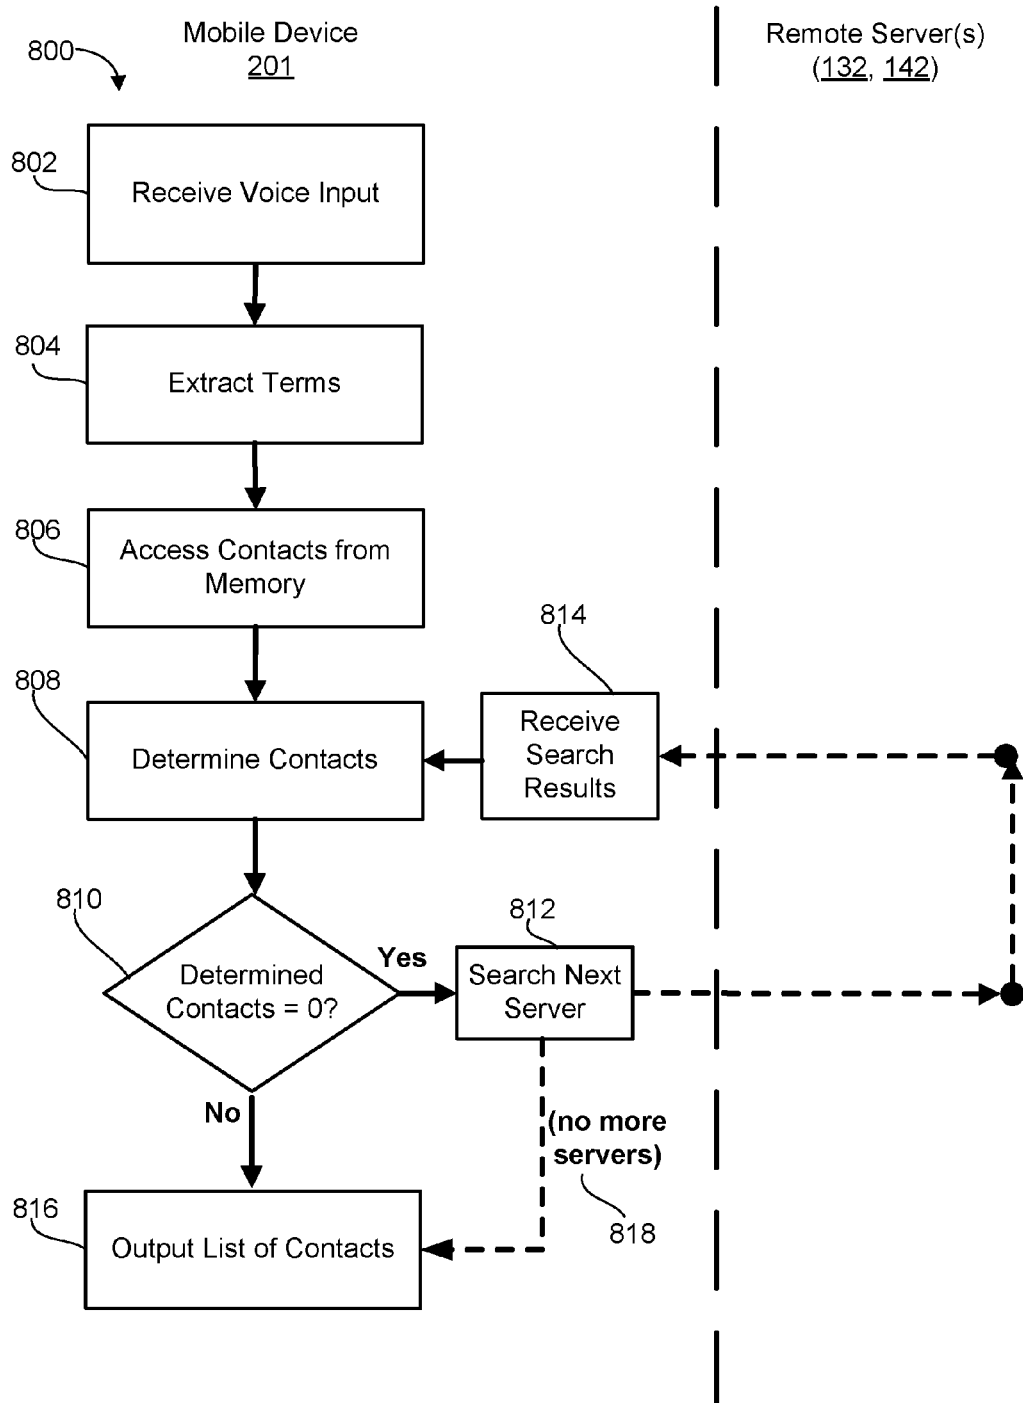 Mobile Device
201
Remote Server(s)
(132, 142)
800
802
Receive Voice Input
804
Extract Terms
806
Access Contacts from
Memory
808
Determine Contacts
814
Receive
Search
Results
810
Determined
Contacts = 0?
Yes
812
Search Next
Server
No
(no more
servers)
818
816
Output List of Contacts